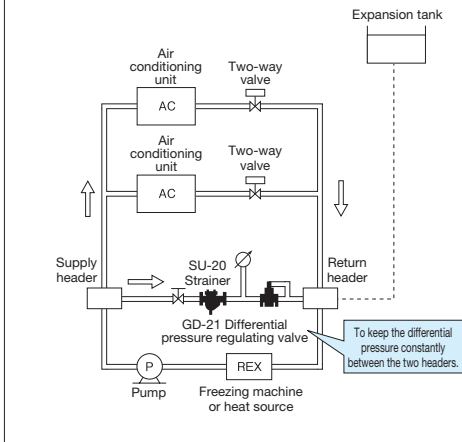 Expansion tank
Air
conditioning
unit
Two-way
valve
AC
Air
conditioning
unit
Two-way
valve
AC
Supply
header
SU-20
Strainer
Return
header
GD-21 Differential
pressure regulating valve
To keep the differential
pressure constantly
between the two headers.
P
Pump
REX
Freezing machine
or heat source